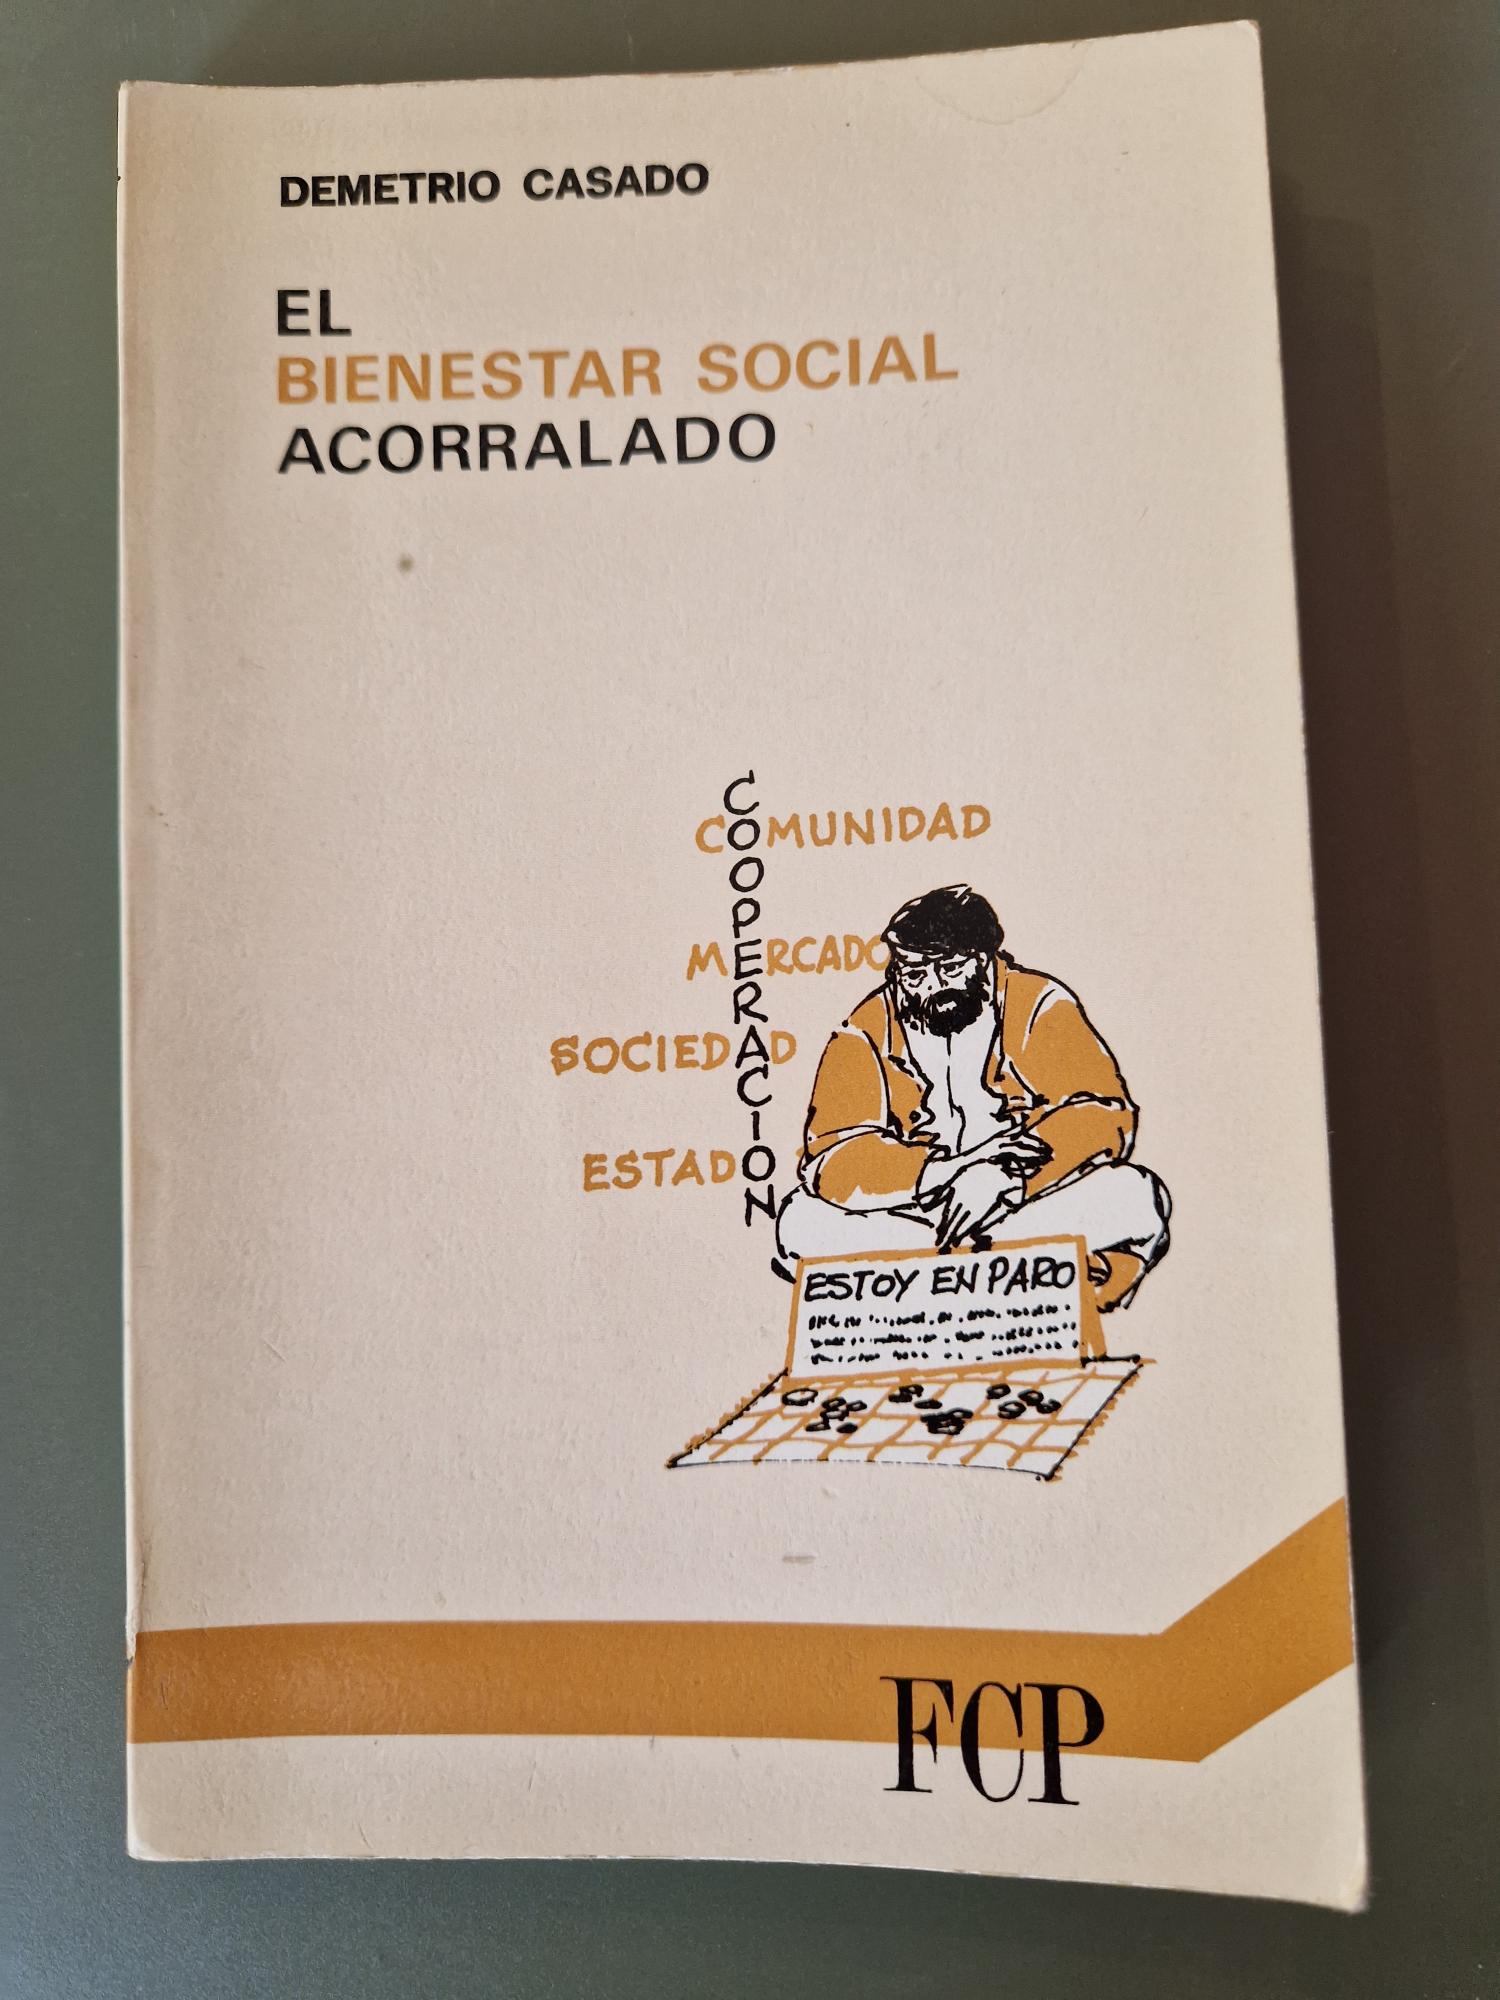 DEMETRIO CASADO
EL
BIENESTAR SOCIAL
ACORRALADO
COOPERACION
COMUNIDAD
MERCADO
SOCIEDAD
ESTADO
ESTOY EN PARO
FCP